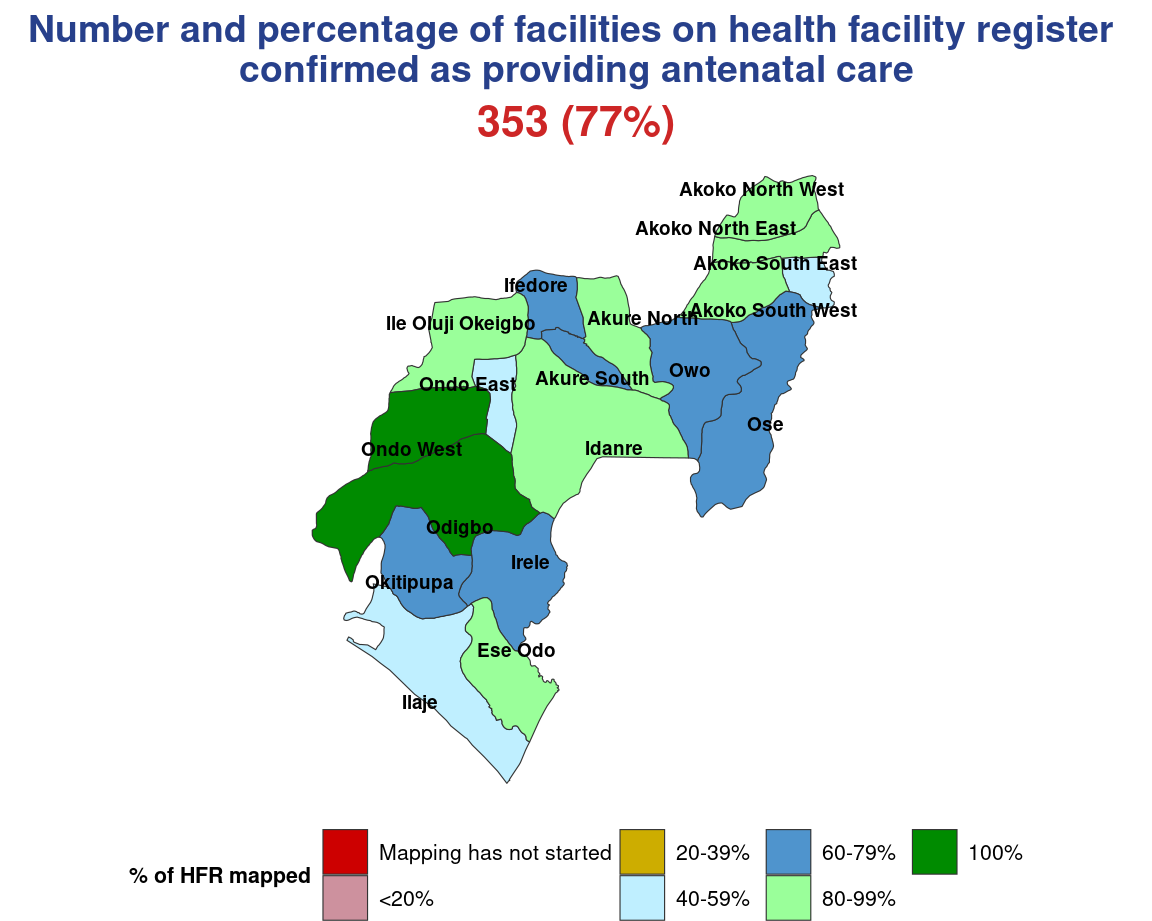 Number and percentage of facilities on health facility register
confirmed as providing antenatal care
353 (77%)
Akoko North West
Akoko North East
Akoko South East
Ifedore
Akoko South West
Akure North
Ile Oluji Okeigbo
Owo
Akure South
Ondo East
Ose
Idanre
Ondo West
Odigbo
Irele
Okitipupa
Ese Odo
Ilaje
% of HFR mapped
Mapping has not started
<20%
20-39%
40-59%
60-79%
80-99%
100%